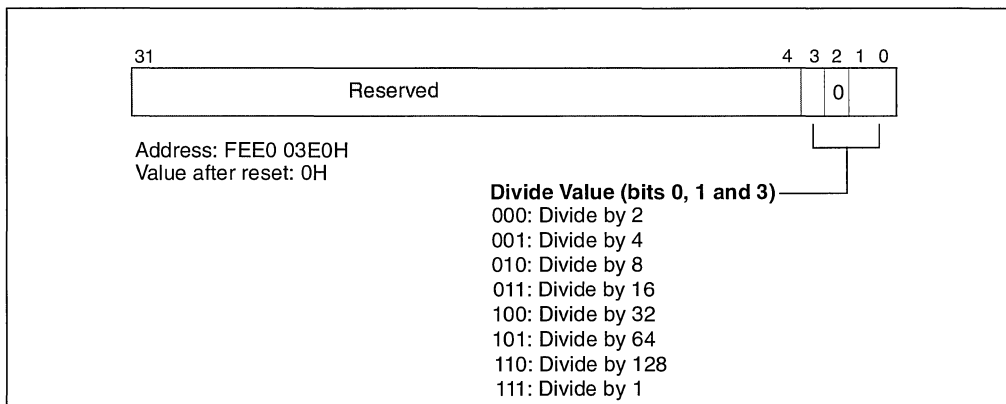 31 4 3 2 1 0
Reserved 0
Address: FEE0 03E0H
Value after reset: 0H
Divide Value (bits 0, 1 and 3)
000: Divide by 2
001: Divide by 4
010: Divide by 8
011: Divide by 16
100: Divide by 32
101: Divide by 64
110: Divide by 128
111: Divide by 1